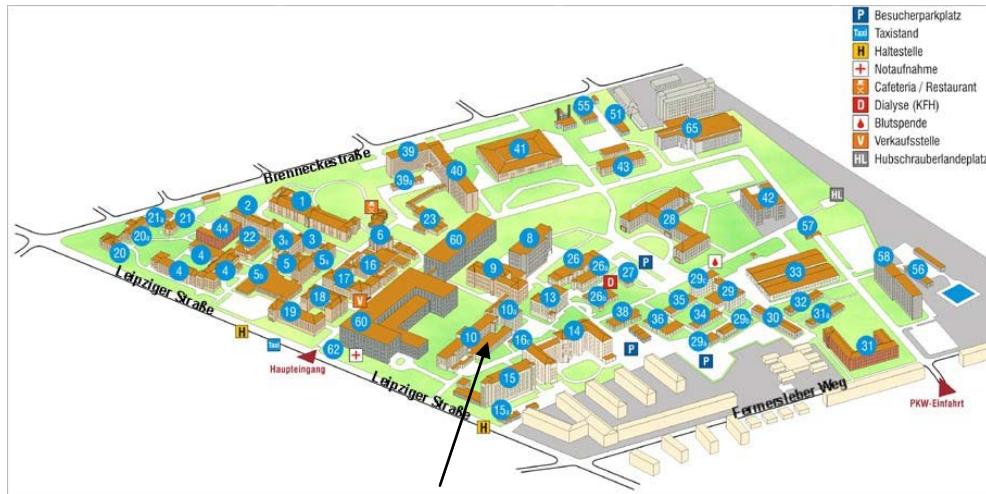 P Besucherparkplatz
Taxi Taxistand
H Haltestelle
Notaufnahme
Cafeteria / Restaurant
D Dialyse (KFH)
Blutspende
V Verkaufsstelle
HL Hubschrauberlandeplatz
Brenneckestraße
55
51
65
39
41
40
39a
43
HL
1
2
42
21a
21
23
28
20a
44
6
57
22
3a
3
60
8
20
4
5a
16
26
26a
27
P
58
4
4
5b
5
17
9
D
29c
33
56
18
V
13
26b
35
29
19
60
10a
38
36
34
32
H
Taxi
10
16c
14
29b
30
31a
62
29a
31
Haupteingang
P
P
Leipziger Straße
Leipziger Straße
15
15a
H
Fermersleber Weg
PKW-Einfahrt